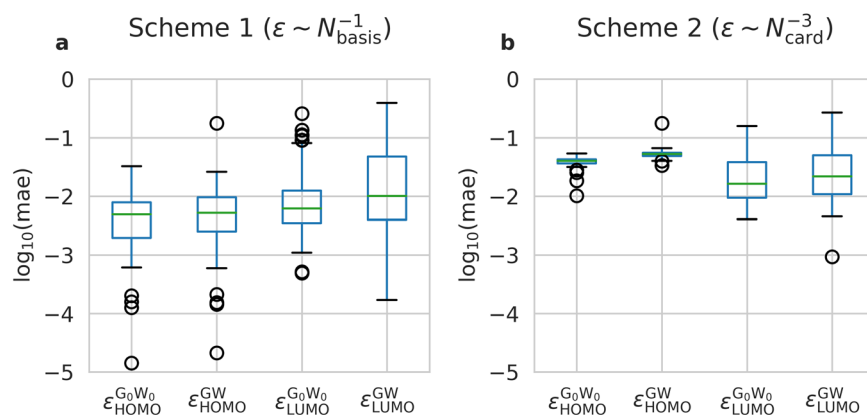 a Scheme 1 (ε ~ N_basis^−1)
0
−1
−2
−3
−4
−5
log₁₀(mae)
ε_HOMO^G₀W₀ ε_HOMO^GW ε_LUMO^G₀W₀ ε_LUMO^GW
b Scheme 2 (ε ~ N_card^−3)
0
−1
−2
−3
−4
−5
log₁₀(mae)
ε_HOMO^G₀W₀ ε_HOMO^GW ε_LUMO^G₀W₀ ε_LUMO^GW